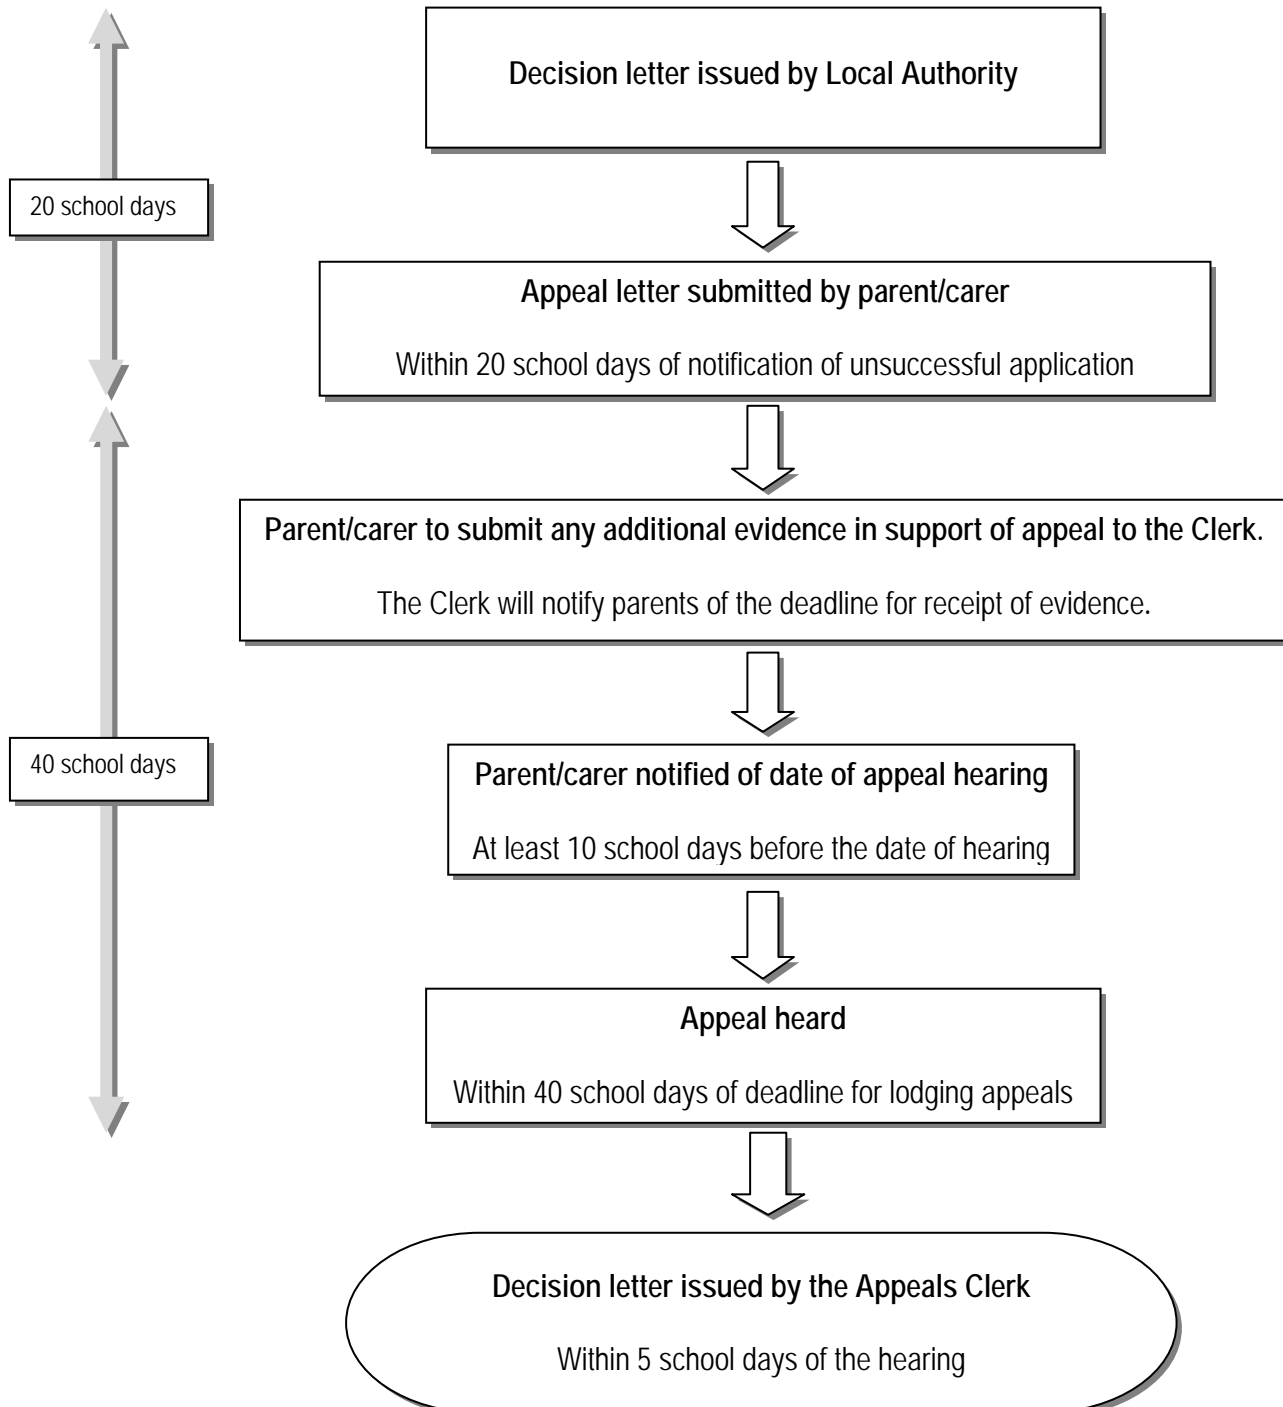 Decision letter issued by Local Authority
20 school days
Appeal letter submitted by parent/carer
Within 20 school days of notification of unsuccessful application
Parent/carer to submit any additional evidence in support of appeal to the Clerk.
The Clerk will notify parents of the deadline for receipt of evidence.
40 school days
Parent/carer notified of date of appeal hearing
At least 10 school days before the date of hearing
Appeal heard
Within 40 school days of deadline for lodging appeals
Decision letter issued by the Appeals Clerk
Within 5 school days of the hearing